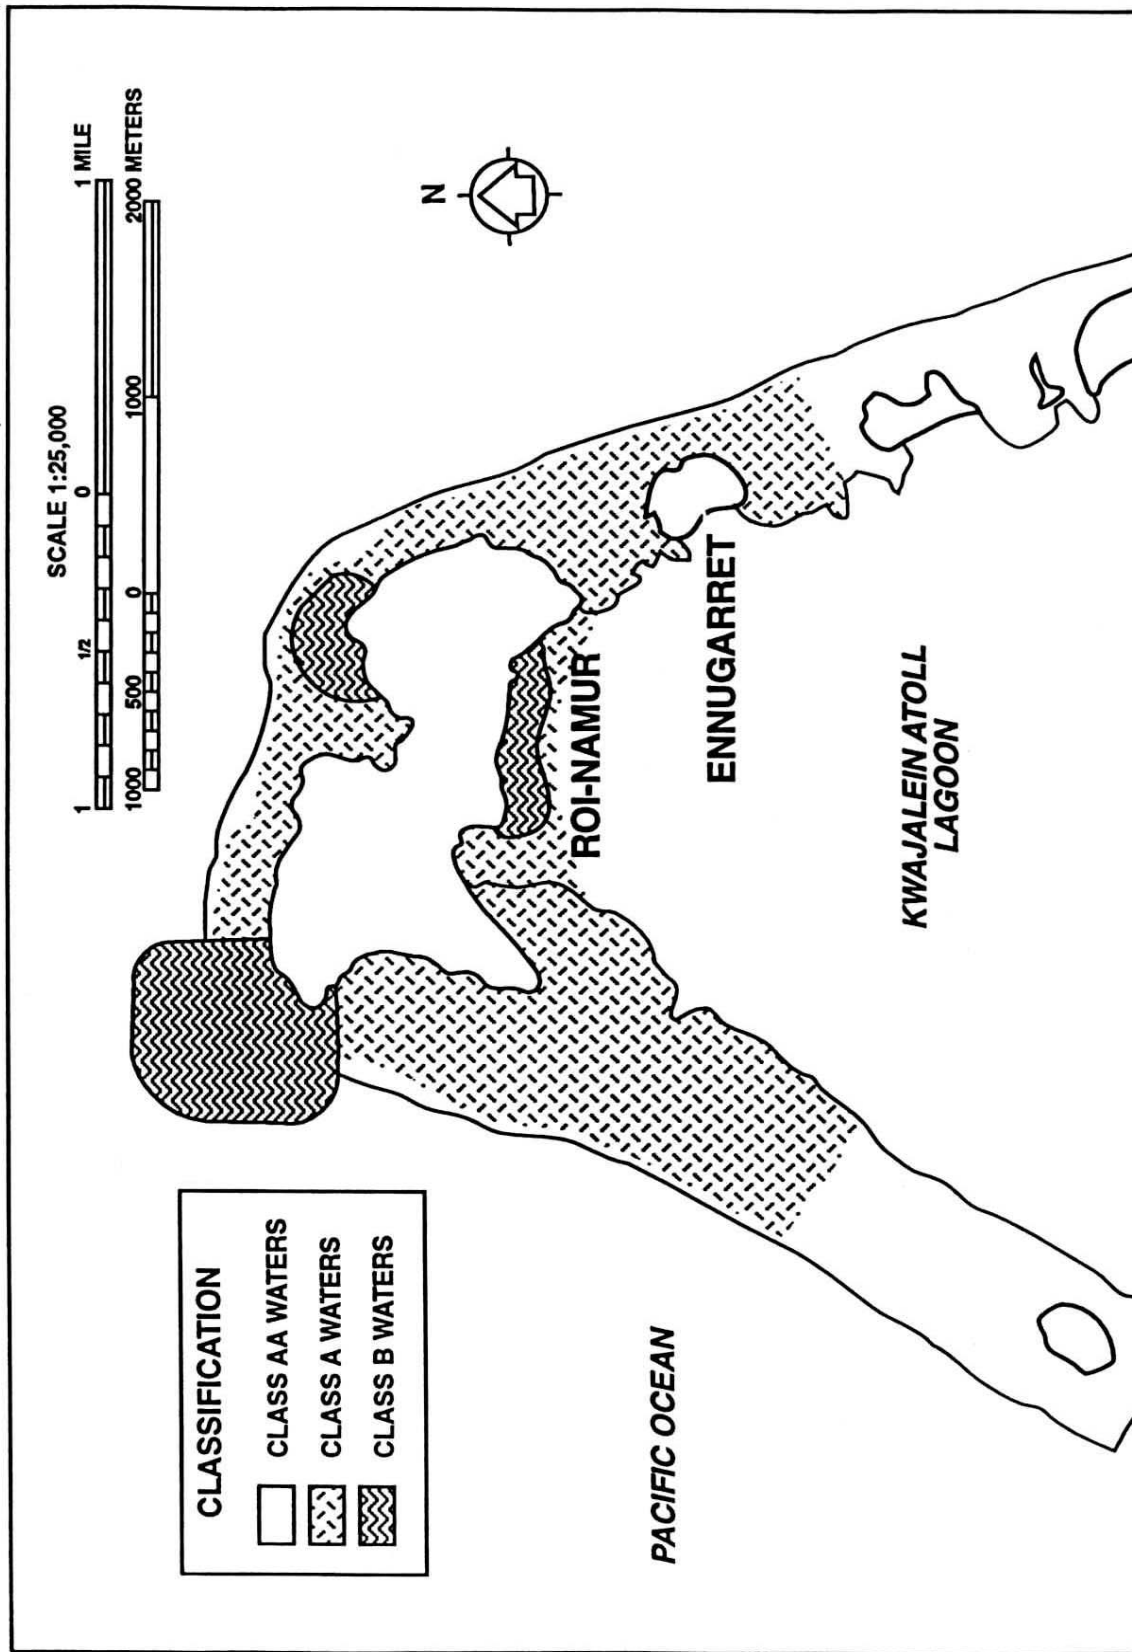 SCALE 1:25,000
1 1/2 0 1 MILE
1000 500 0 1000 2000 METERS
N
CLASSIFICATION
CLASS AA WATERS
CLASS A WATERS
CLASS B WATERS
ROI-NAMUR
ENNUGARRET
PACIFIC OCEAN
KWAJALEIN ATOLL
LAGOON